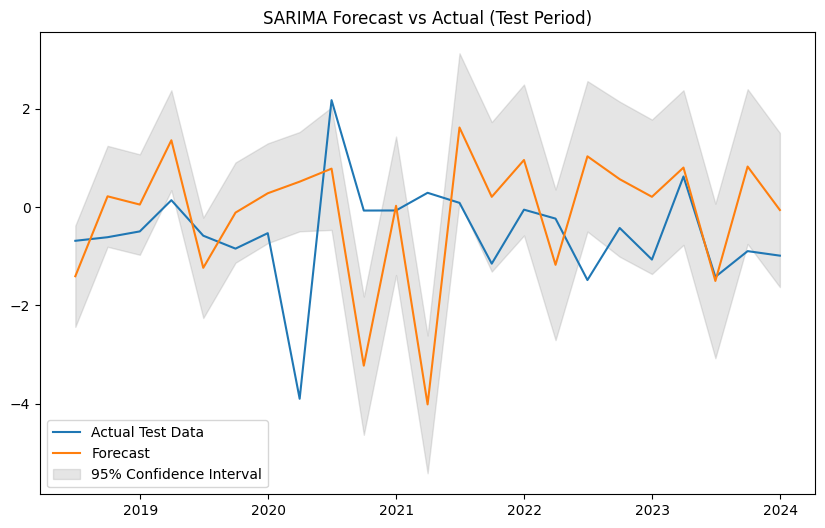 SARIMA Forecast vs Actual (Test Period)
2
0
−2
−4
Actual Test Data
Forecast
95% Confidence Interval
2019
2020
2021
2022
2023
2024